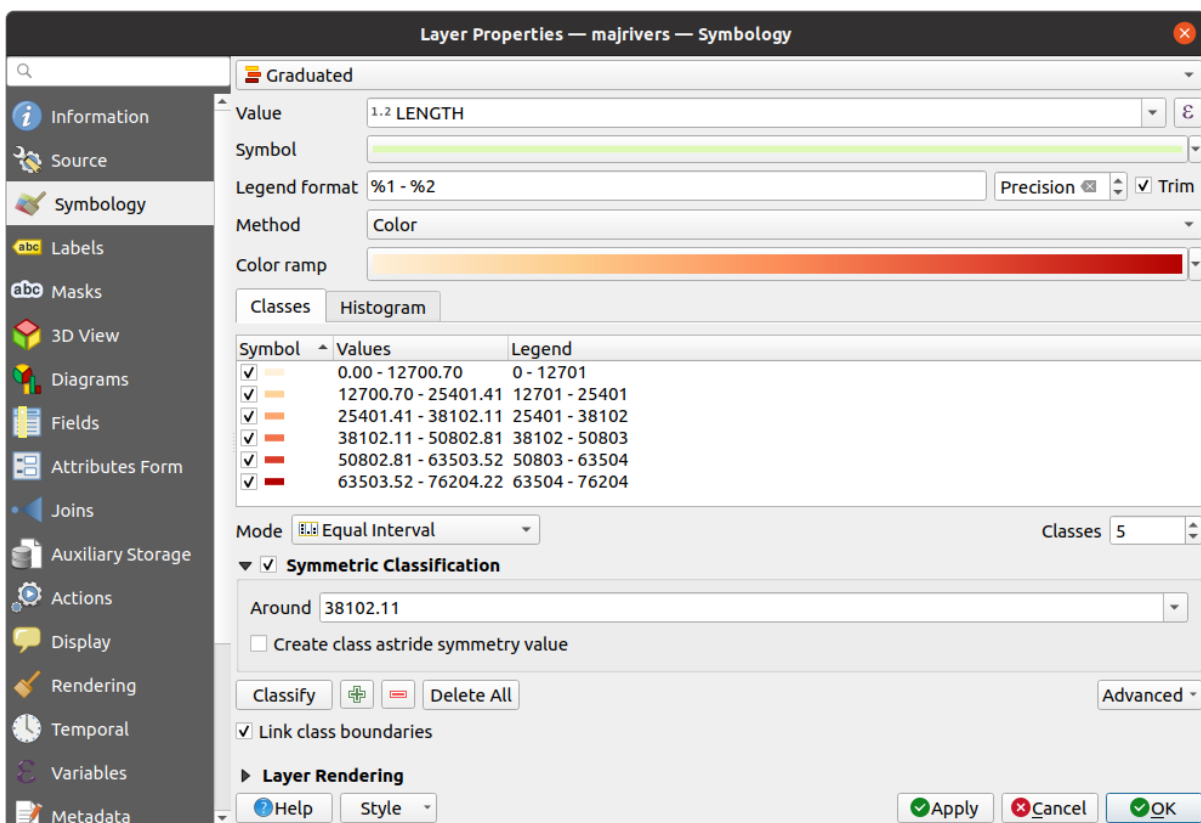 Layer Properties — majrivers — Symbology
Information
Source
Symbology
Labels
Masks
3D View
Diagrams
Fields
Attributes Form
Joins
Auxiliary Storage
Actions
Display
Rendering
Temporal
Variables
Metadata
Graduated
Value 1.2 LENGTH ε
Symbol
Legend format %1 - %2 Precision Trim
Method Color
Color ramp
Classes Histogram
Symbol Values Legend
0.00 - 12700.70 0 - 12701
12700.70 - 25401.41 12701 - 25401
25401.41 - 38102.11 25401 - 38102
38102.11 - 50802.81 38102 - 50803
50802.81 - 63503.52 50803 - 63504
63503.52 - 76204.22 63504 - 76204
Mode Equal Interval Classes 5
Symmetric Classification
Around 38102.11
Create class astride symmetry value
Classify Delete All Advanced
Link class boundaries
Layer Rendering
Help Style Apply Cancel OK